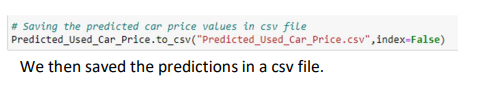 # Saving the predicted car price values in csv file
Predicted_Used_Car_Price.to_csv("Predicted_Used_Car_Price.csv",index=False)
We then saved the predictions in a csv file.